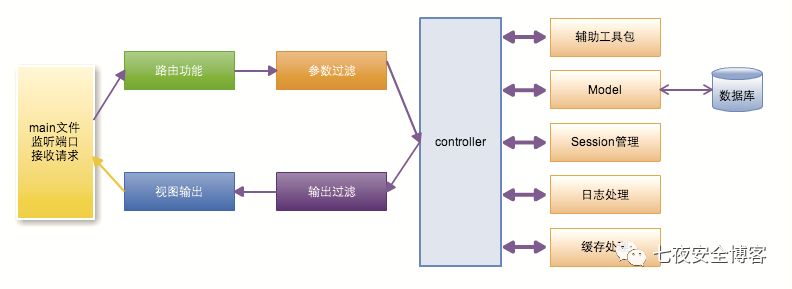 main文件
监听端口
接收请求
路由功能
参数过滤
视图输出
输出过滤
controller
辅助工具包
Model
数据库
Session管理
日志处理
缓存处理
七夜安全博客